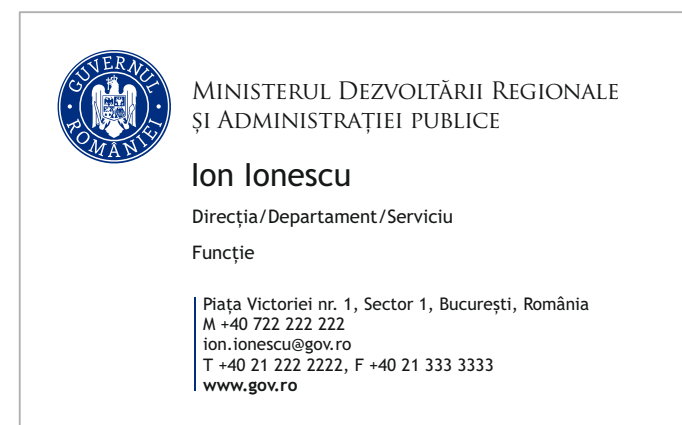 GUVERNUL ROMÂNIEI
Ministerul Dezvoltării Regionale
și Administrației publice
Ion Ionescu
Direcția/Departament/Serviciu
Funcție
Piața Victoriei nr. 1, Sector 1, București, România
M +40 722 222 222
ion.ionescu@gov.ro
T +40 21 222 2222, F +40 21 333 3333
www.gov.ro